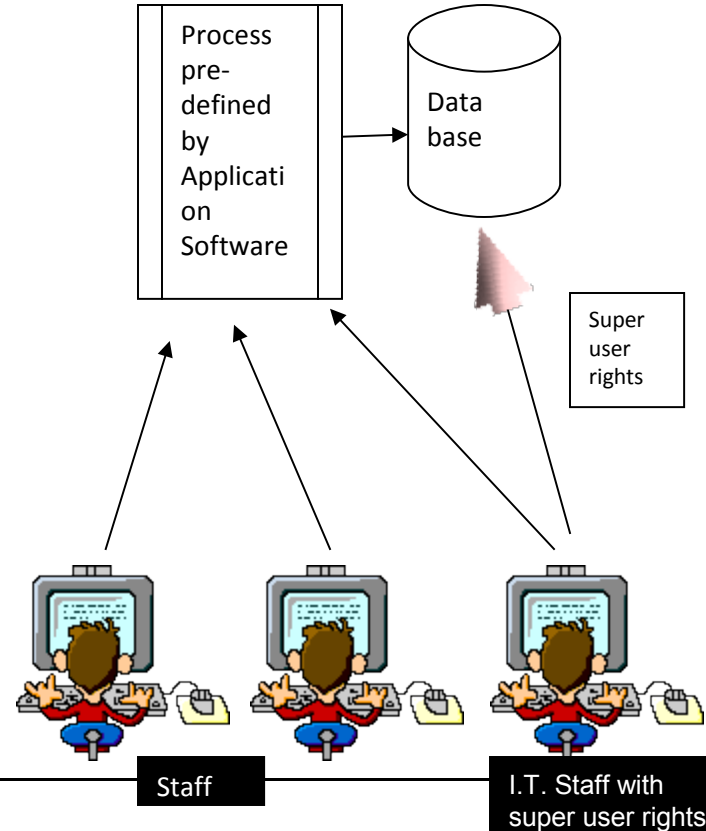 Process
pre-
defined
by
Applicati
on
Software
Data
base
Super
user
rights
Staff
I.T. Staff with
super user rights